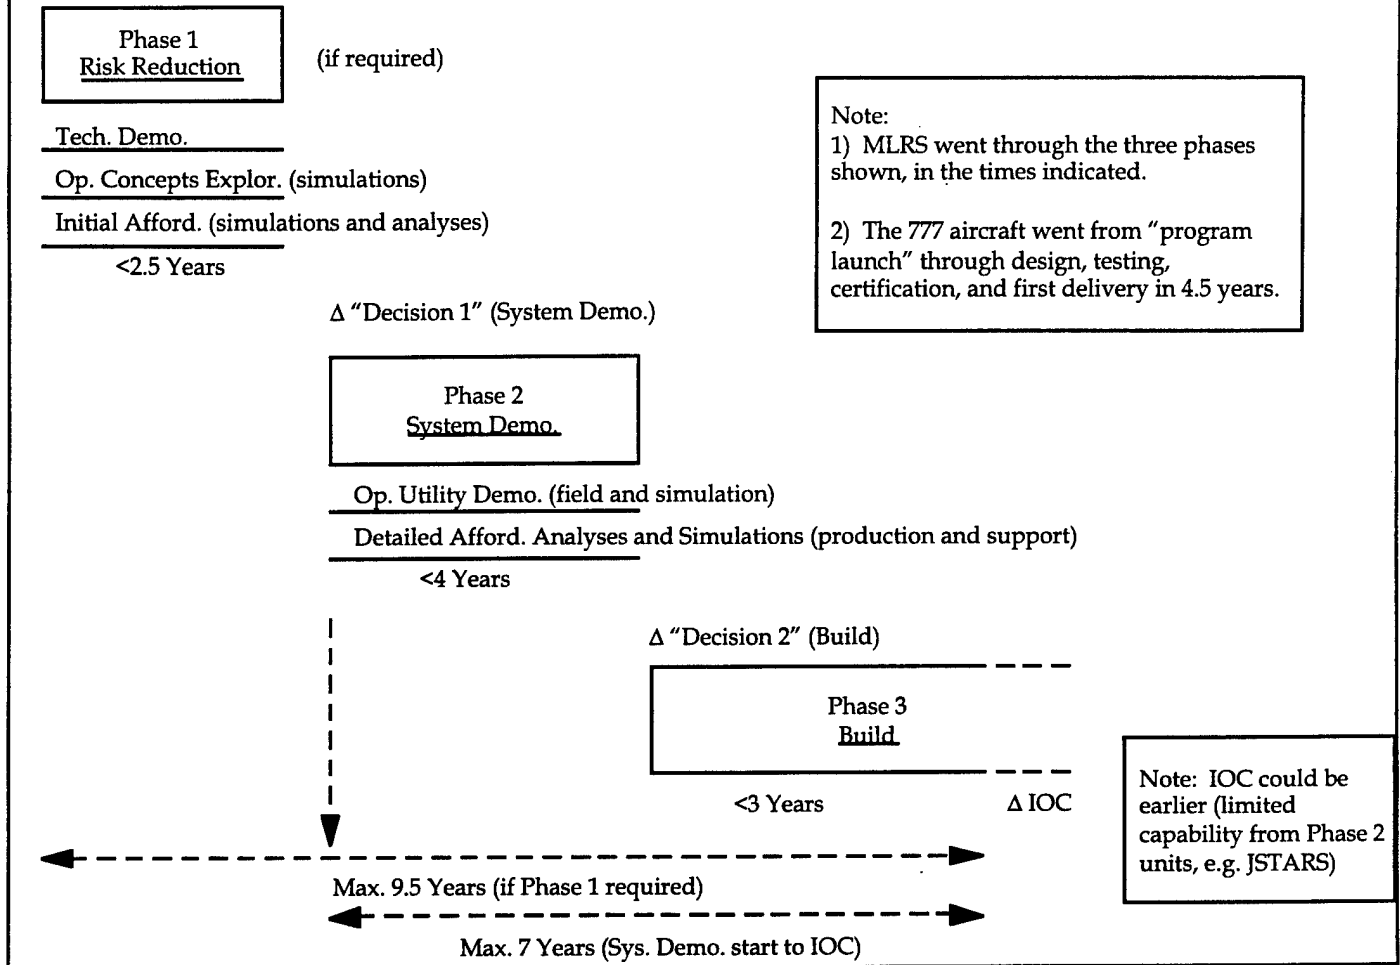 Phase 1
Risk Reduction
(if required)
Tech. Demo.
Op. Concepts Explor. (simulations)
Initial Afford. (simulations and analyses)
<2.5 Years
Note:
1) MLRS went through the three phases
shown, in the times indicated.
2) The 777 aircraft went from "program
launch" through design, testing,
certification, and first delivery in 4.5 years.
Δ "Decision 1" (System Demo.)
Phase 2
System Demo.
Op. Utility Demo. (field and simulation)
Detailed Afford. Analyses and Simulations (production and support)
<4 Years
Δ "Decision 2" (Build)
Phase 3
Build
<3 Years
Δ IOC
Note: IOC could be
earlier (limited
capability from Phase 2
units, e.g. JSTARS)
Max. 9.5 Years (if Phase 1 required)
Max. 7 Years (Sys. Demo. start to IOC)